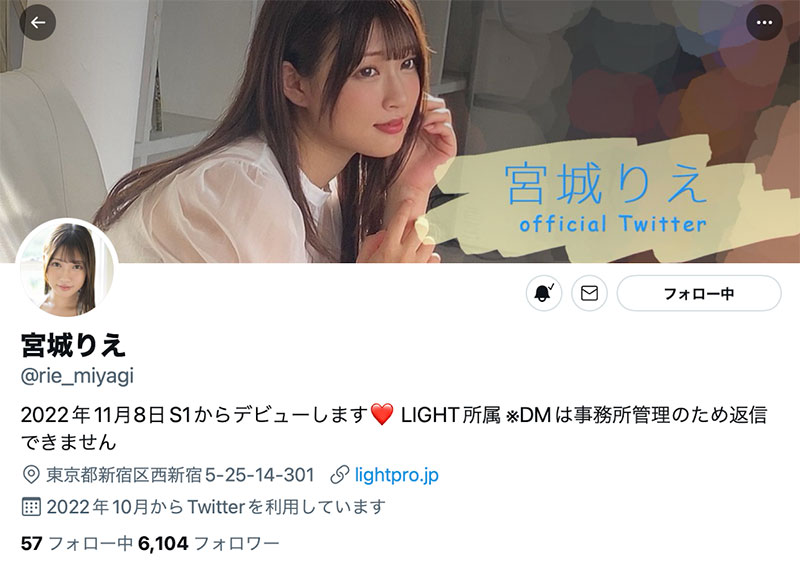 宮城りえ
official Twitter
フォロー中
宮城りえ
@rie_miyagi
2022年11月8日S1からデビューします❤️ LIGHT所属 ※DMは事務所管理のため返信
できません
東京都新宿区西新宿5-25-14-301 lightpro.jp
2022年10月からTwitterを利用しています
57 フォロー中 6,104 フォロワー